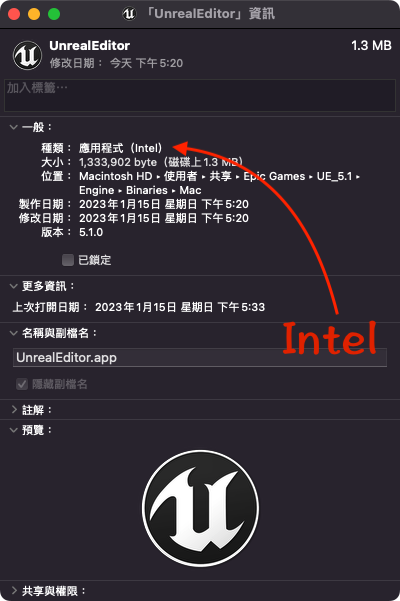 「UnrealEditor」資訊
UnrealEditor 1.3 MB
修改日期： 今天 下午5:20
加入標籤⋯
一般：
種類： 應用程式（Intel）
大小： 1,333,902 byte（磁碟上 1.3 MB）
位置： Macintosh HD ▸ 使用者 ▸ 共享 ▸ Epic Games ▸ UE_5.1 ▸
Engine ▸ Binaries ▸ Mac
製作日期： 2023年1月15日 星期日 下午5:20
修改日期： 2023年1月15日 星期日 下午5:20
版本： 5.1.0
已鎖定
更多資訊：
上次打開日期： 2023年1月15日 星期日 下午5:33
Intel
名稱與副檔名：
UnrealEditor.app
隱藏副檔名
註解：
預覽：
共享與權限：